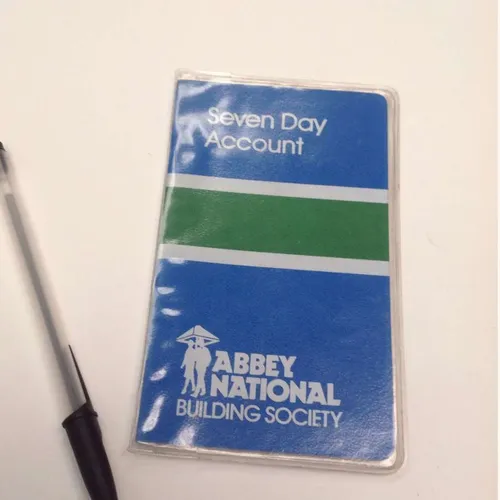 Seven Day
Account
ABBEY
NATIONAL
BUILDING SOCIETY